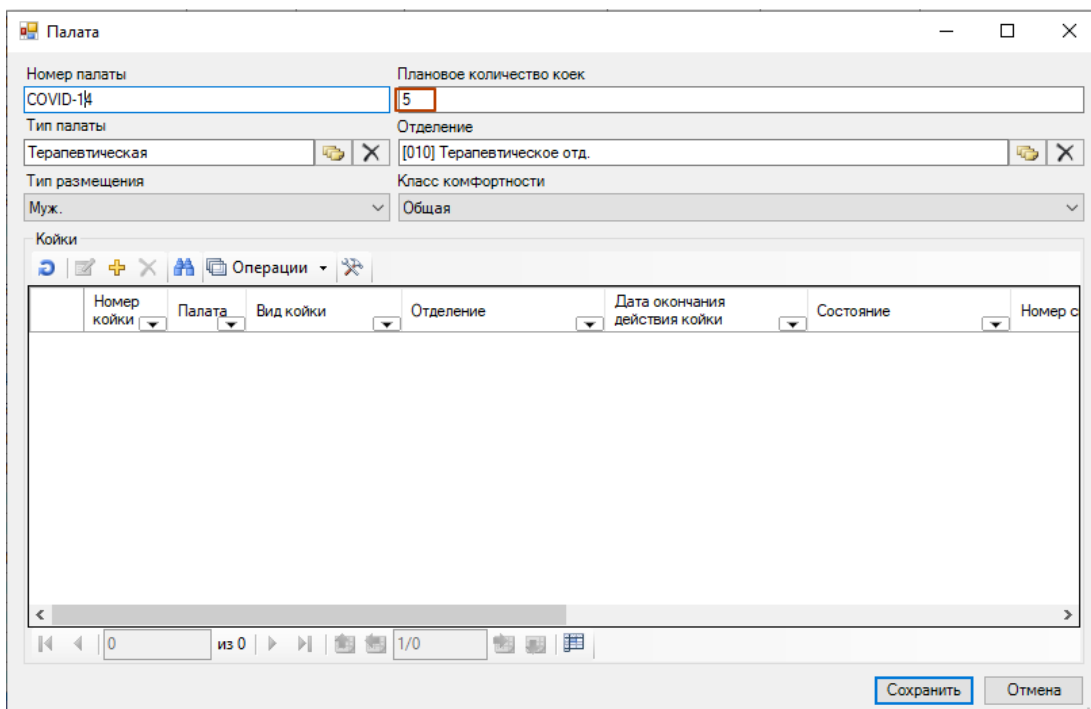 Палата
Номер палаты Плановое количество коек
COVID-14 5
Тип палаты Отделение
Терапевтическая [010] Терапевтическое отд.
Тип размещения Класс комфортности
Муж. Общая
Койки
Операции
Номер койки Палата Вид койки Отделение Дата окончания действия койки Состояние Номер с
0 из 0 1/0
Сохранить Отмена